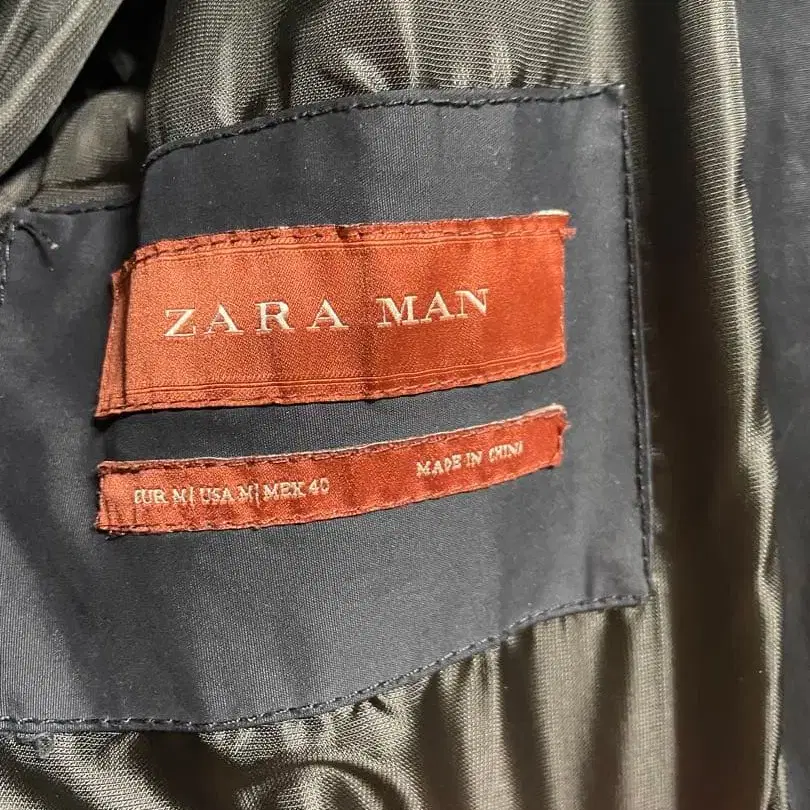 ZARA MAN
EUR M | USA M | MEX 40
MADE IN CHINA